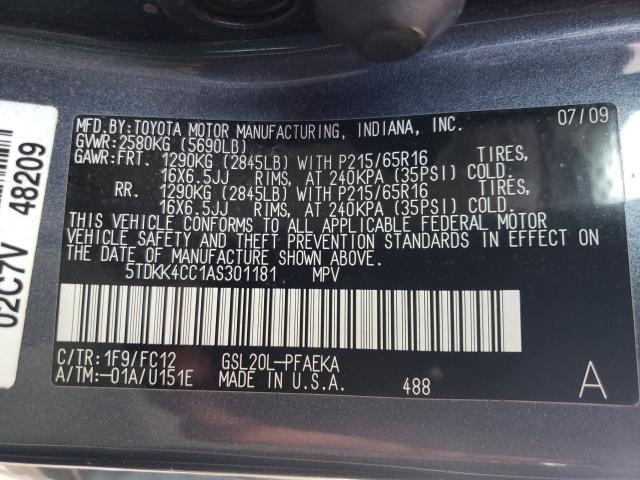 MFD.BY:TOYOTA MOTOR MANUFACTURING, INDIANA, INC. 07/09
GVWR:2580KG (5690LB)
GAWR:FRT. 1290KG (2845LB) WITH P215/65R16 TIRES,
16X6.5JJ RIMS, AT 240KPA (35PSI) COLD.
RR. 1290KG (2845LB) WITH P215/65R16 TIRES,
16X6.5JJ RIMS, AT 240KPA (35PSI) COLD.
THIS VEHICLE CONFORMS TO ALL APPLICABLE FEDERAL MOTOR
VEHICLE SAFETY AND THEFT PREVENTION STANDARDS IN EFFECT ON
THE DATE OF MANUFACTURE SHOWN ABOVE.
5TDKK4CC1AS301181 MPV
C/TR:1F9/FC12 GSL20L-PFAEKA
A/TM:-01A/U151E MADE IN U.S.A. 488 A
02C7V 48209